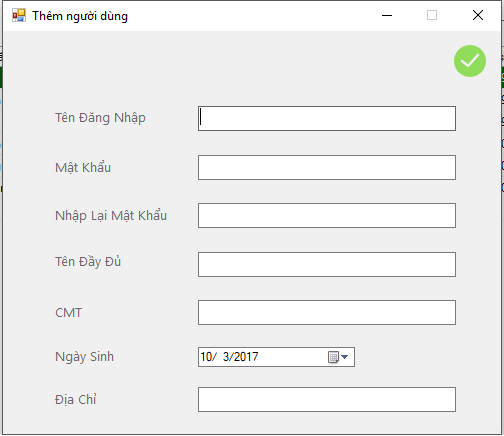 Thêm người dùng
Tên Đăng Nhập
Mật Khẩu
Nhập Lại Mật Khẩu
Tên Đầy Đủ
CMT
Ngày Sinh
10/ 3/2017
Địa Chỉ